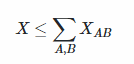 X ≤ ∑_{A,B} X_{AB}